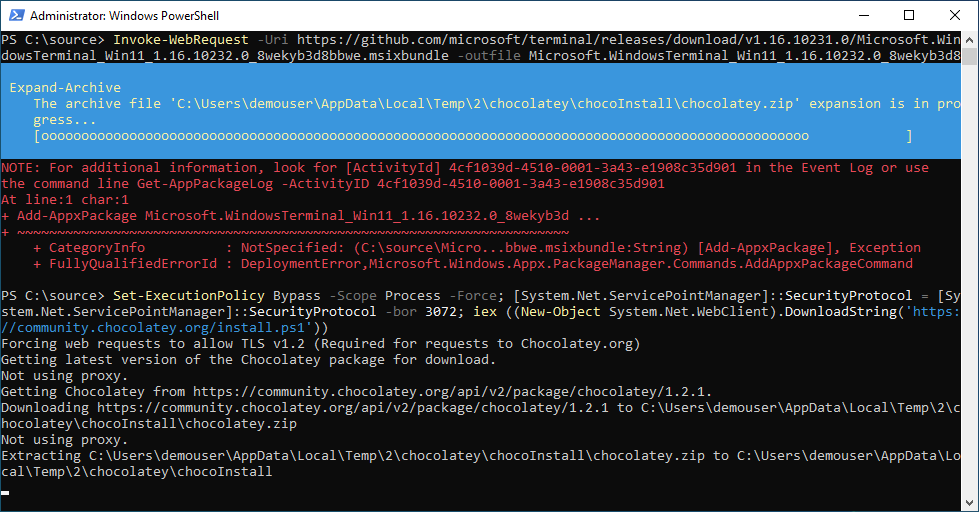 Administrator: Windows PowerShell
PS C:\source> Invoke-WebRequest -Uri https://github.com/microsoft/terminal/releases/download/v1.16.10231.0/Microsoft.Win
dowsTerminal_Win11_1.16.10232.0_8wekyb3d8bbwe.msixbundle -outfile Microsoft.WindowsTerminal_Win11_1.16.10232.0_8wekyb3d8
Expand-Archive
The archive file 'C:\Users\demouser\AppData\Local\Temp\2\chocolatey\chocoInstall\chocolatey.zip' expansion is in pro
gress...
[oooooooooooooooooooooooooooooooooooooooooooooooooooooooooooooooooooooooooooooooooooooooooooooooo            ]
NOTE: For additional information, look for [ActivityId] 4cf1039d-4510-0001-3a43-e1908c35d901 in the Event Log or use
the command line Get-AppPackageLog -ActivityID 4cf1039d-4510-0001-3a43-e1908c35d901
At line:1 char:1
+ Add-AppxPackage Microsoft.WindowsTerminal_Win11_1.16.10232.0_8wekyb3d ...
+ ~~~~~~~~~~~~~~~~~~~~~~~~~~~~~~~~~~~~~~~~~~~~~~~~~~~~~~~~~~~~~~~~~~~~~
+ CategoryInfo          : NotSpecified: (C:\source\Micro...bbwe.msixbundle:String) [Add-AppxPackage], Exception
+ FullyQualifiedErrorId : DeploymentError,Microsoft.Windows.Appx.PackageManager.Commands.AddAppxPackageCommand
PS C:\source> Set-ExecutionPolicy Bypass -Scope Process -Force; [System.Net.ServicePointManager]::SecurityProtocol = [Sy
stem.Net.ServicePointManager]::SecurityProtocol -bor 3072; iex ((New-Object System.Net.WebClient).DownloadString('https:
//community.chocolatey.org/install.ps1'))
Forcing web requests to allow TLS v1.2 (Required for requests to Chocolatey.org)
Getting latest version of the Chocolatey package for download.
Not using proxy.
Getting Chocolatey from https://community.chocolatey.org/api/v2/package/chocolatey/1.2.1.
Downloading https://community.chocolatey.org/api/v2/package/chocolatey/1.2.1 to C:\Users\demouser\AppData\Local\Temp\2\c
hocolatey\chocoInstall\chocolatey.zip
Not using proxy.
Extracting C:\Users\demouser\AppData\Local\Temp\2\chocolatey\chocoInstall\chocolatey.zip to C:\Users\demouser\AppData\Lo
cal\Temp\2\chocolatey\chocoInstall